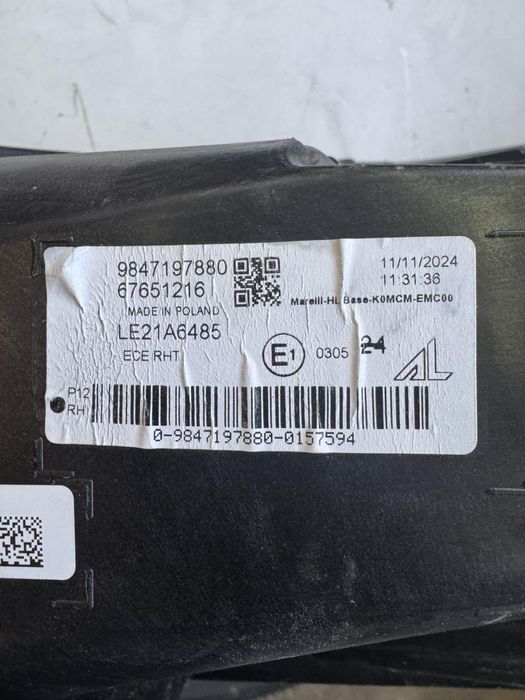 9847197880
67651216
MADE IN POLAND
LE21A6485
ECE RHT
11/11/2024
11:31:36
Marelli-HL Base-K0MCM-EMC00
E1 0305 24
AL
P12
RH
0-9847197880-0157594